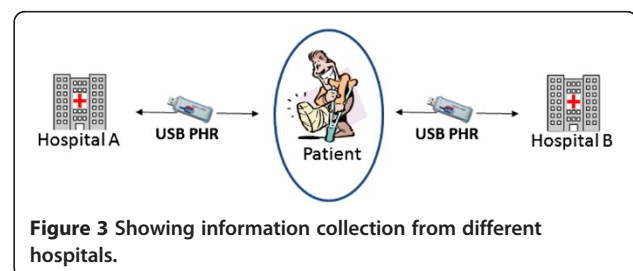 Hospital A
USB PHR
Patient
USB PHR
Hospital B
Figure 3 Showing information collection from different
hospitals.